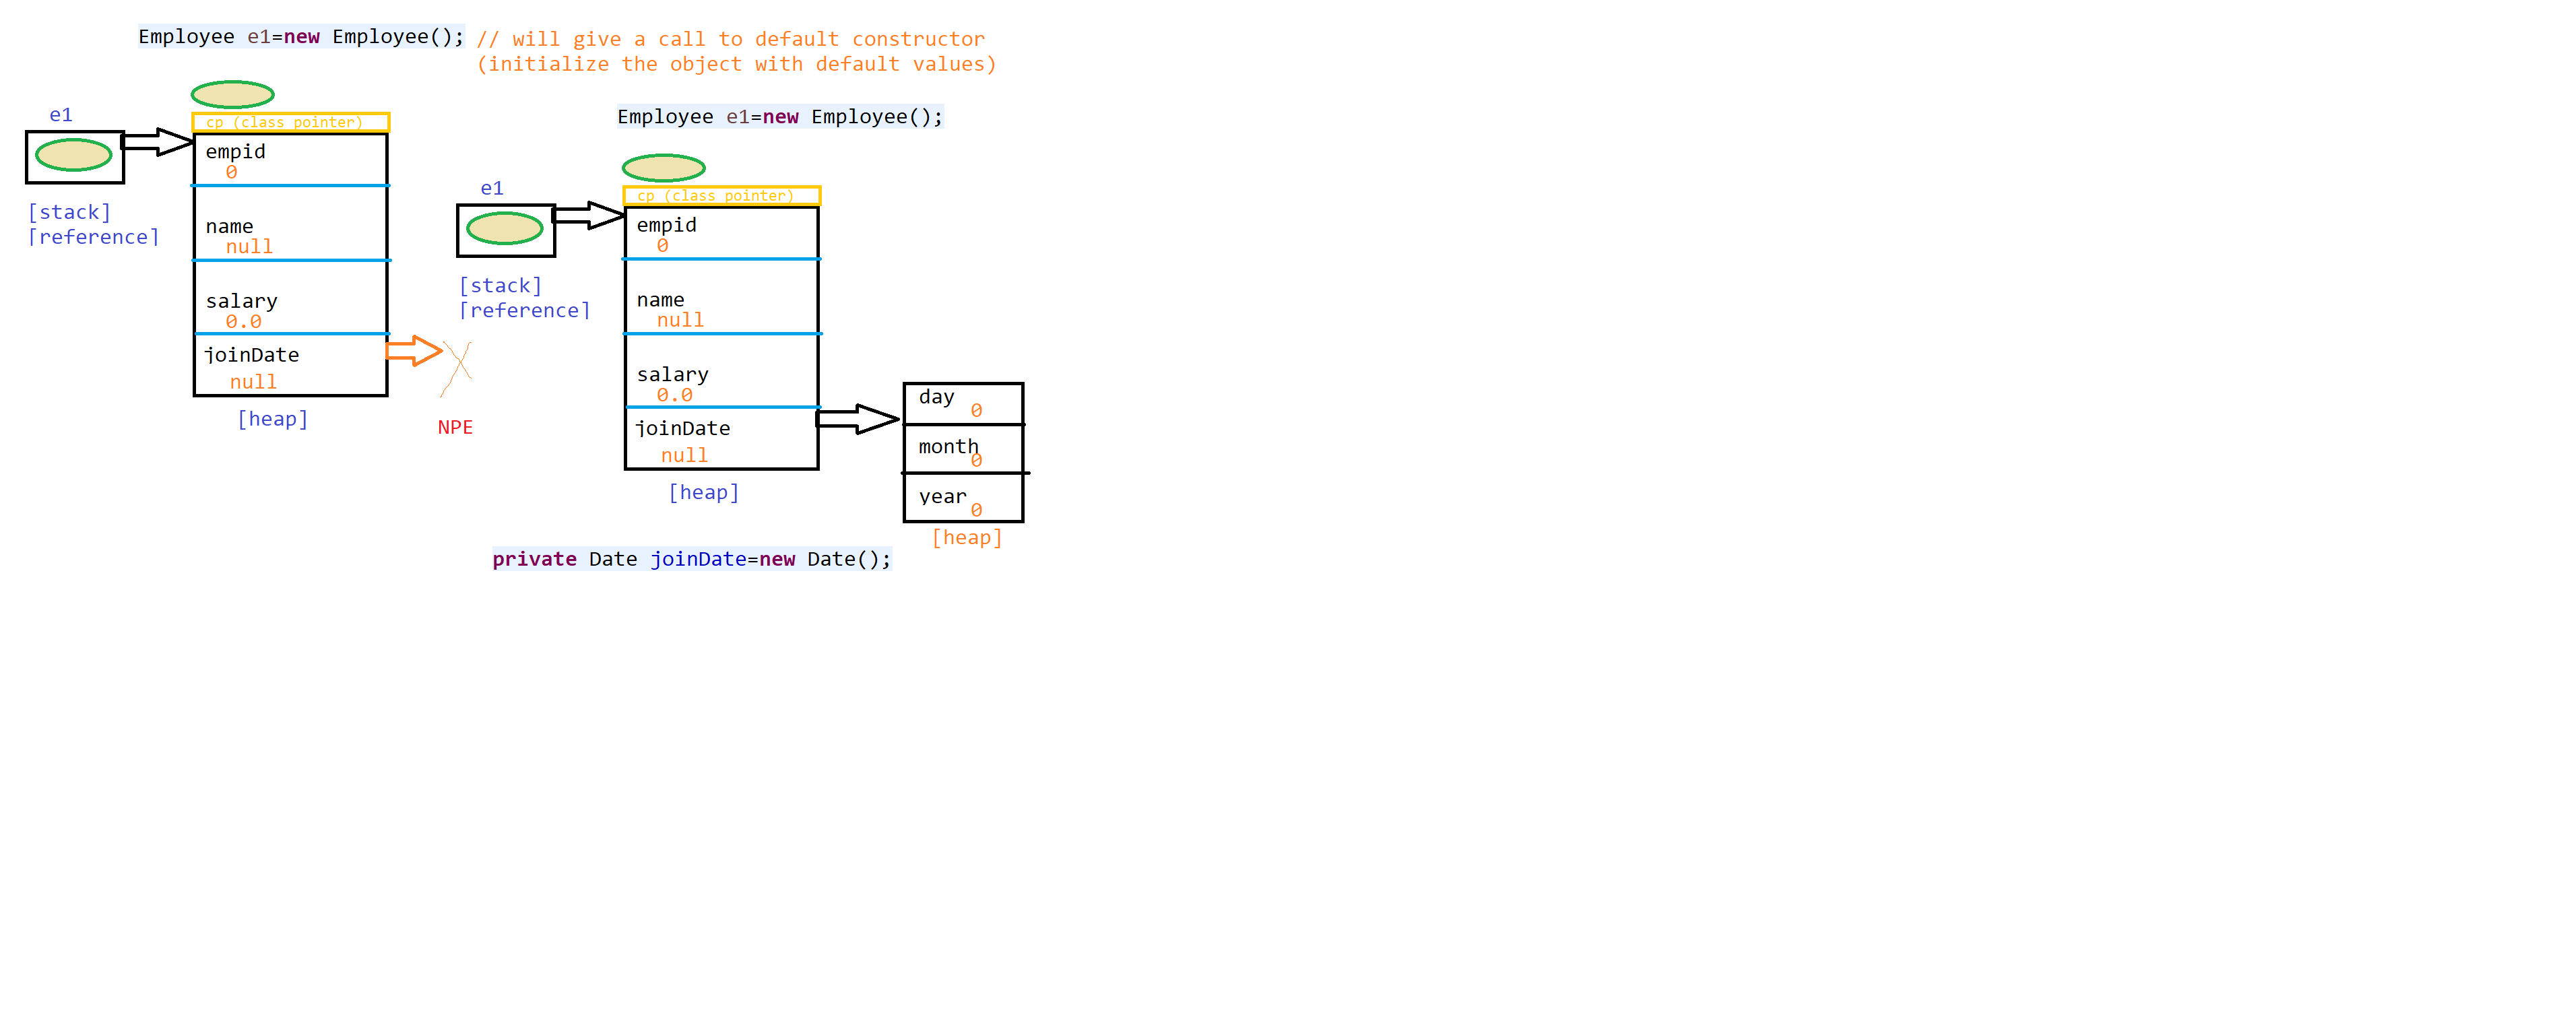 Employee e1=new Employee();
// will give a call to default constructor
(initialize the object with default values)
e1
cp (class pointer)
empid
0
[stack]
[reference]
name
null
salary
0.0
joinDate
null
[heap]
NPE
Employee e1=new Employee();
e1
cp (class pointer)
empid
0
[stack]
[reference]
name
null
salary
0.0
joinDate
null
[heap]
day
0
month
0
year
0
[heap]
private Date joinDate=new Date();